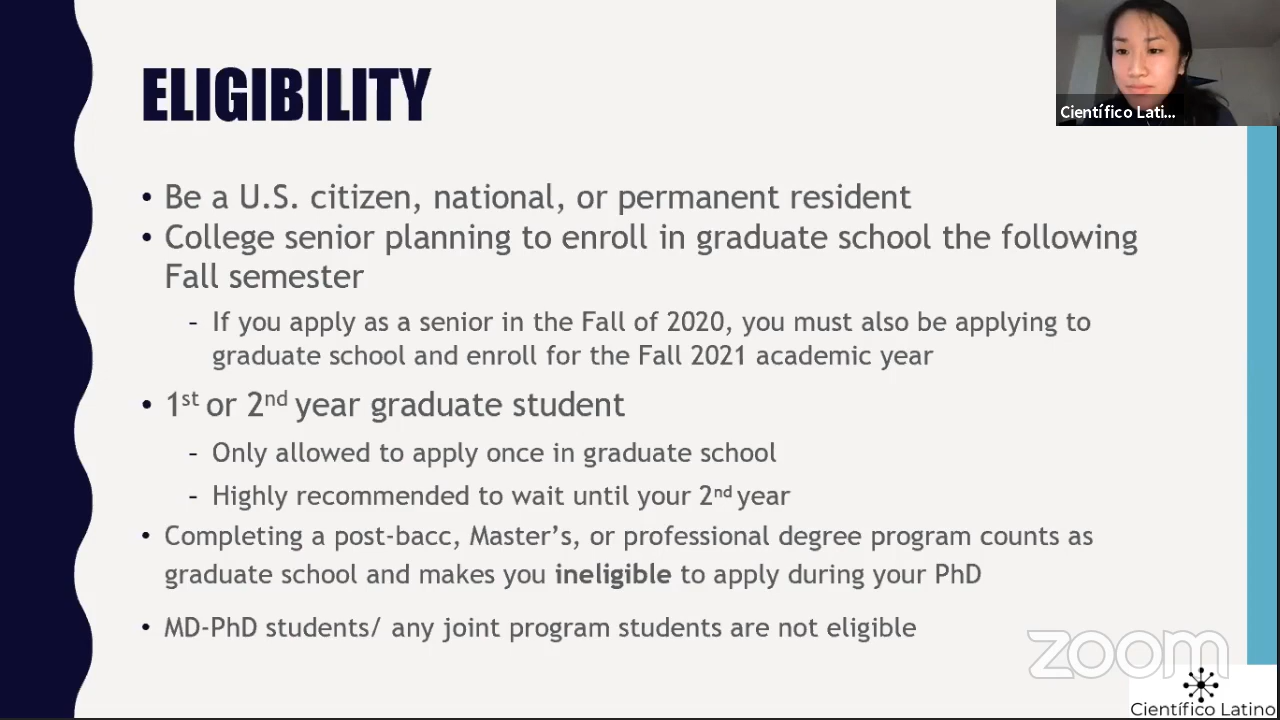 ELIGIBILITY
Científico Lati...
• Be a U.S. citizen, national, or permanent resident
• College senior planning to enroll in graduate school the following
Fall semester
- If you apply as a senior in the Fall of 2020, you must also be applying to
graduate school and enroll for the Fall 2021 academic year
• 1st or 2nd year graduate student
- Only allowed to apply once in graduate school
- Highly recommended to wait until your 2nd year
• Completing a post-bacc, Master's, or professional degree program counts as
graduate school and makes you ineligible to apply during your PhD
• MD-PhD students/ any joint program students are not eligible
zoom
Científico Latino